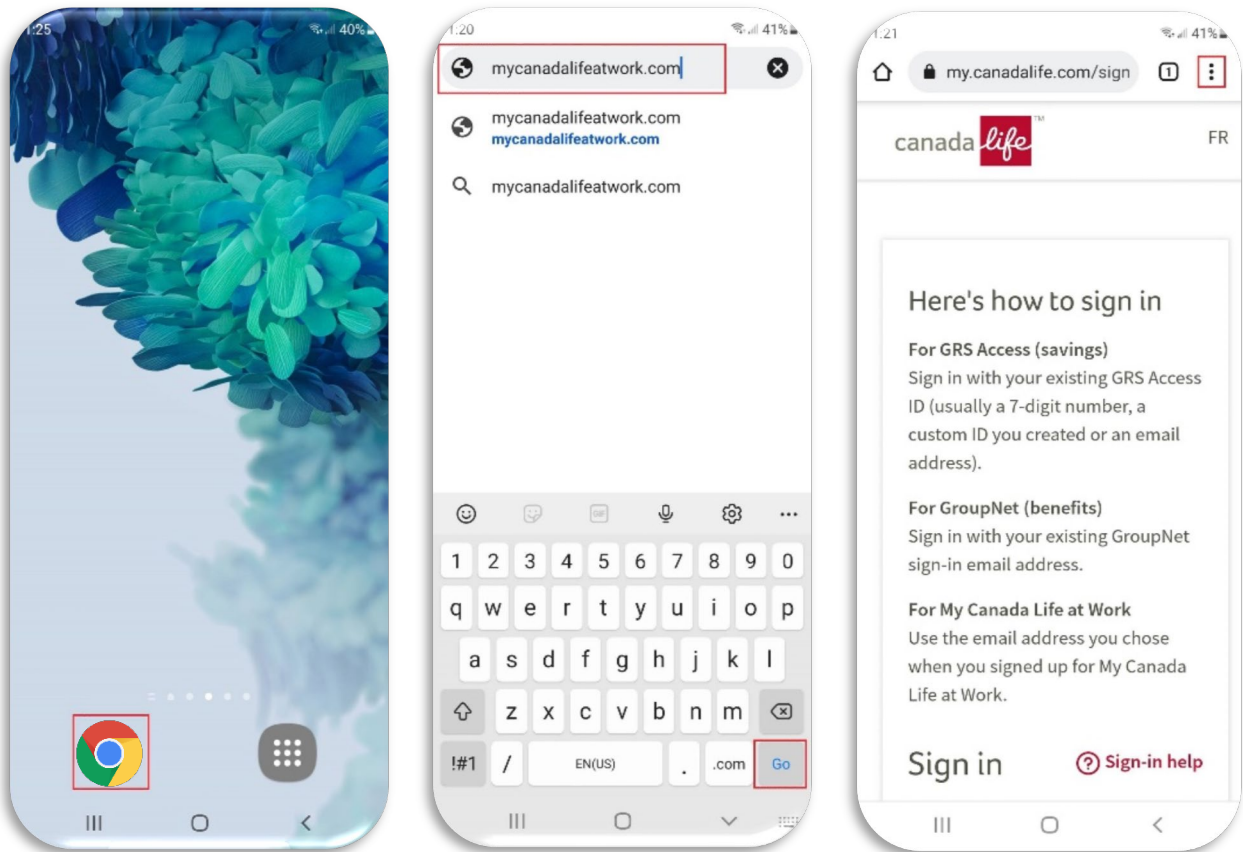 1:25
40%
1:20
41%
mycanadalifeatwork.com
mycanadalifeatwork.com
mycanadalifeatwork.com
mycanadalifeatwork.com
GIF
1 2 3 4 5 6 7 8 9 0
q w e r t y u i o p
a s d f g h j k l
z x c v b n m
!#1 / EN(US) . .com Go
1:21
41%
my.canadalife.com/sign
1
canada life ™
FR
Here's how to sign in
For GRS Access (savings)
Sign in with your existing GRS Access
ID (usually a 7-digit number, a
custom ID you created or an email
address).
For GroupNet (benefits)
Sign in with your existing GroupNet
sign-in email address.
For My Canada Life at Work
Use the email address you chose
when you signed up for My Canada
Life at Work.
Sign in
? Sign-in help